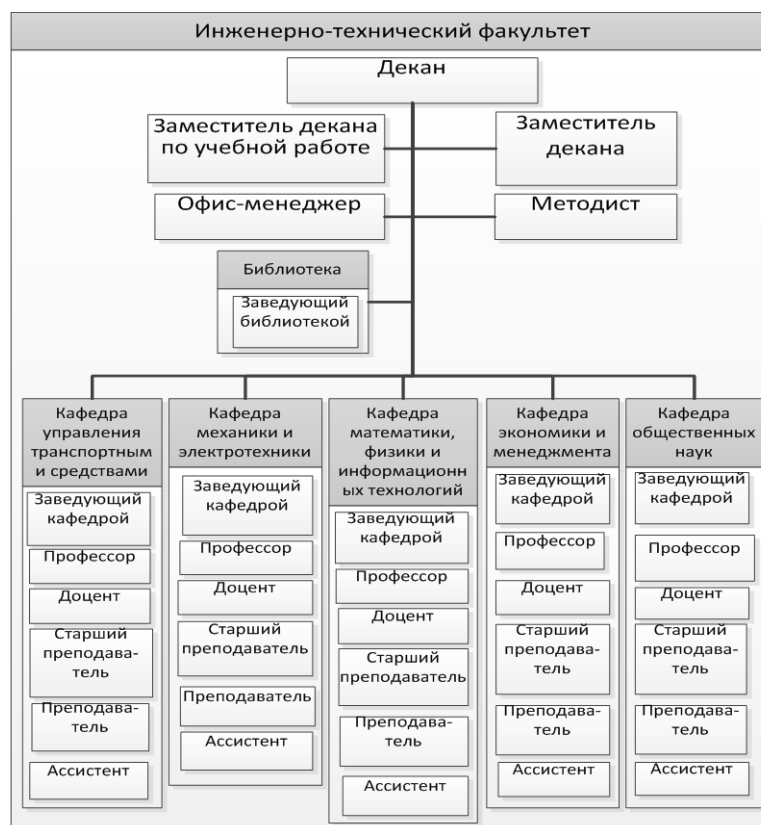 Инженерно-технический факультет
Декан
Заместитель декана
по учебной работе
Заместитель
декана
Офис-менеджер
Методист
Библиотека
Заведующий
библиотекой
Кафедра
управления
транспортным
и средствами
Заведующий
кафедрой
Профессор
Доцент
Старший
преподава-
тель
Преподава-
тель
Ассистент
Кафедра
механики и
электротехники
Заведующий
кафедрой
Профессор
Доцент
Старший
преподаватель
Преподаватель
Ассистент
Кафедра
математики,
физики и
информационн
ых технологий
Заведующий
кафедрой
Профессор
Доцент
Старший
преподаватель
Преподава-
тель
Ассистент
Кафедра
экономики и
менеджмента
Заведующий
кафедрой
Профессор
Доцент
Старший
преподава-
тель
Преподава-
тель
Ассистент
Кафедра
общественных
наук
Заведующий
кафедрой
Профессор
Доцент
Старший
преподава-
тель
Преподава-
тель
Ассистент